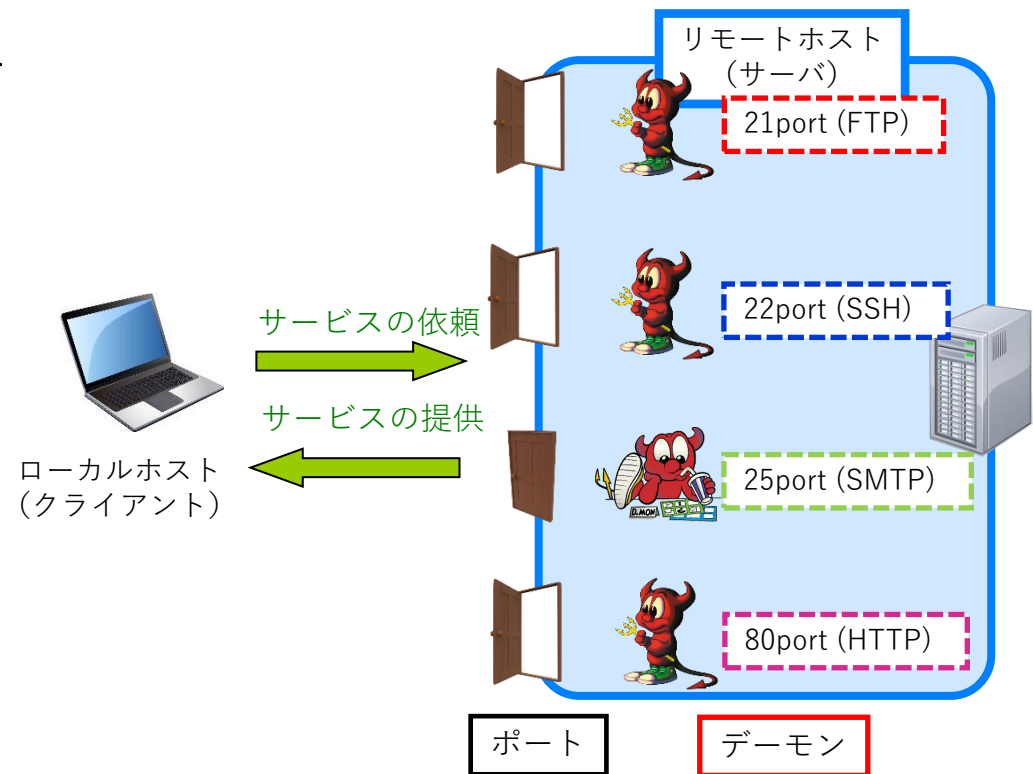 リモートホスト
（サーバ）
21port (FTP)
22port (SSH)
サービスの依頼
サービスの提供
ローカルホスト
（クライアント）
25port (SMTP)
D.MON
80port (HTTP)
ポート
デーモン